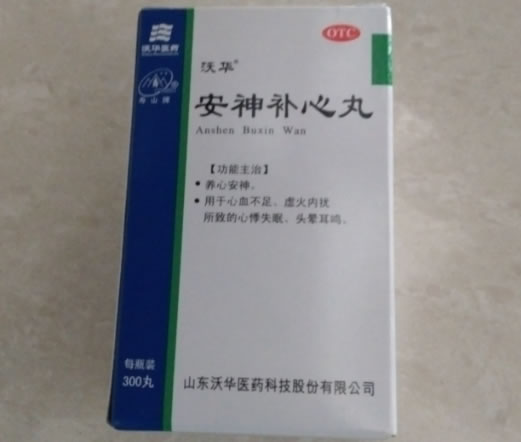 沃华医药
OTC
沃华®
寿山牌
®
安神补心丸
Anshen Buxin Wan
【功能主治】
• 养心安神。
• 用于心血不足、虚火内扰
所致的心悸失眠、头晕耳鸣。
每瓶装
300丸
山东沃华医药科技股份有限公司